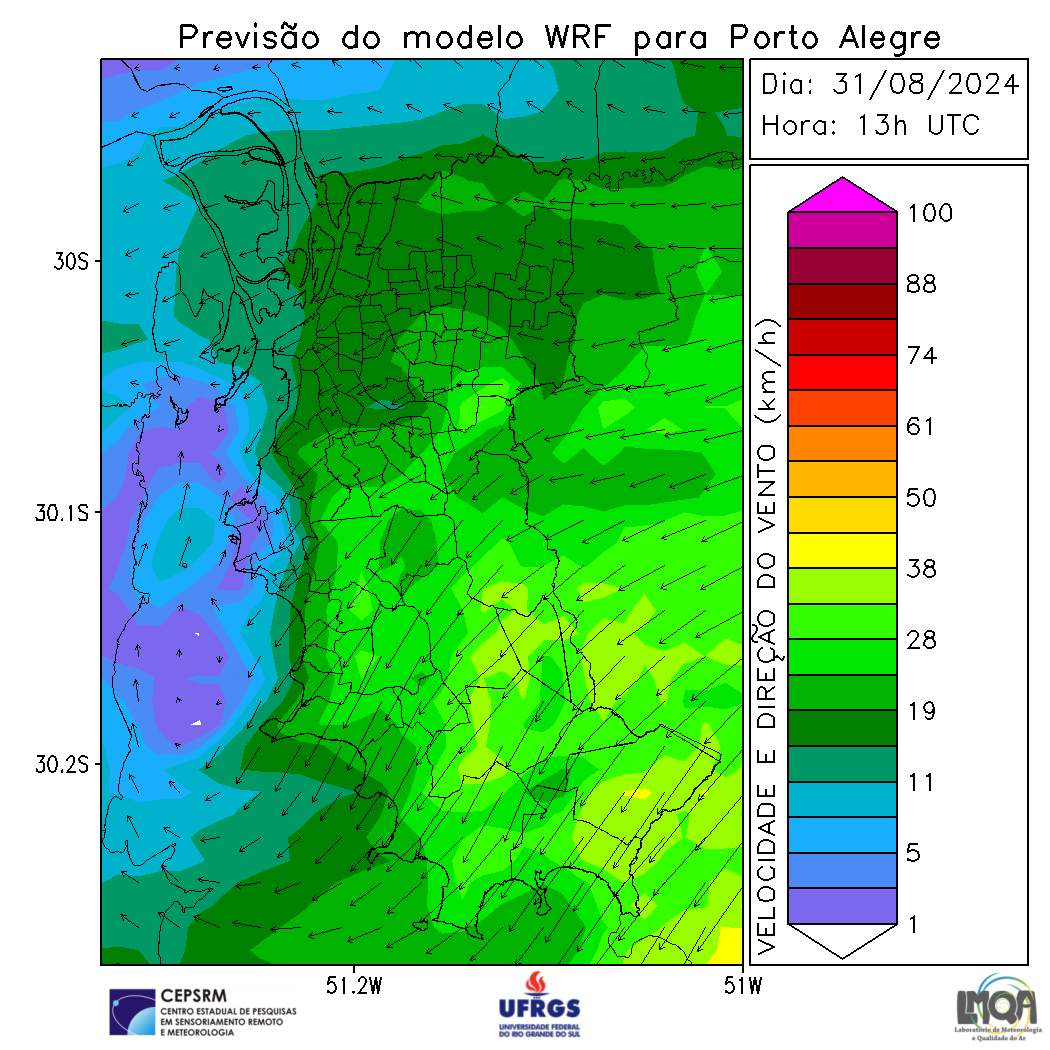 Previsão do modelo WRF para Porto Alegre
Dia: 31/08/2024
Hora: 13h UTC
30S
30.1S
30.2S
51.2W
51W
VELOCIDADE E DIREÇÃO DO VENTO (km/h)
100
88
74
61
50
38
28
19
11
5
1
CEPSRM
CENTRO ESTADUAL DE PESQUISAS
EM SENSORIAMENTO REMOTO
E METEOROLOGIA
UFRGS
UNIVERSIDADE FEDERAL
DO RIO GRANDE DO SUL
LMQA
Laboratório de Meteorologia
e Qualidade do Ar